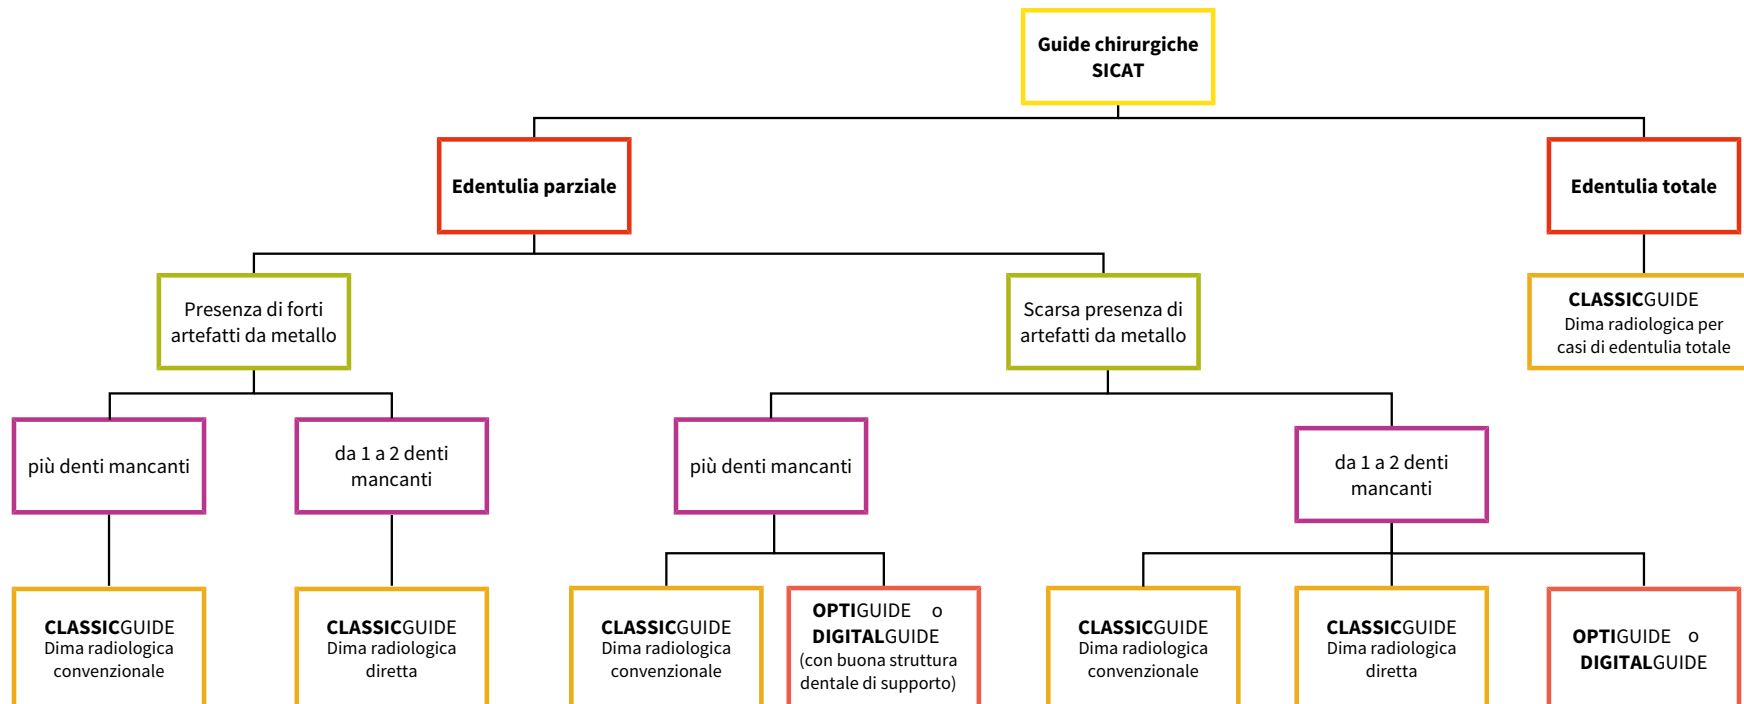 Guide chirurgiche
SICAT
Edentulia parziale
Edentulia totale
Presenza di forti
artefatti da metallo
Scarsa presenza di
artefatti da metallo
CLASSICGUIDE
Dima radiologica per
casi di edentulia totale
più denti mancanti
da 1 a 2 denti
mancanti
più denti mancanti
da 1 a 2 denti
mancanti
CLASSICGUIDE
Dima radiologica
convenzionale
CLASSICGUIDE
Dima radiologica
diretta
CLASSICGUIDE
Dima radiologica
convenzionale
OPTIGUIDE o
DIGITALGUIDE
(con buona struttura
dentale di supporto)
CLASSICGUIDE
Dima radiologica
convenzionale
CLASSICGUIDE
Dima radiologica
diretta
OPTIGUIDE o
DIGITALGUIDE